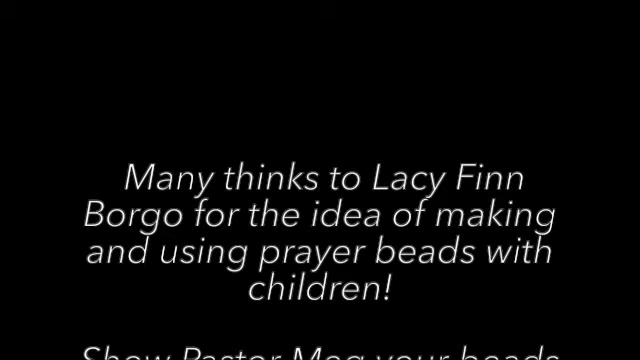 Many thinks to Lacy Finn
Borgo for the idea of making
and using prayer beads with
children!
Show Pastor Meg your beads